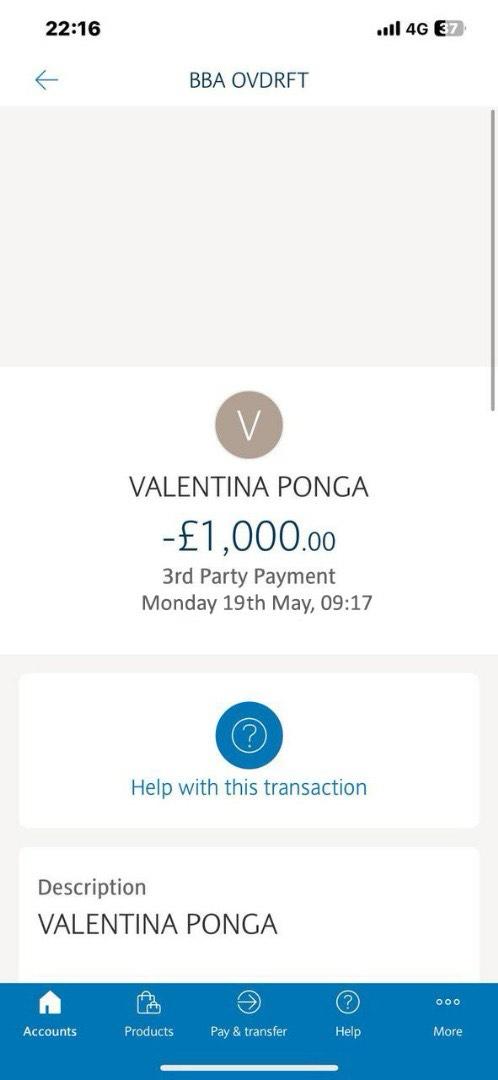 22:16
4G 37
BBA OVDRFT
V
VALENTINA PONGA
-£1,000.00
3rd Party Payment
Monday 19th May, 09:17
?
Help with this transaction
Description
VALENTINA PONGA
Accounts Products Pay & transfer Help More